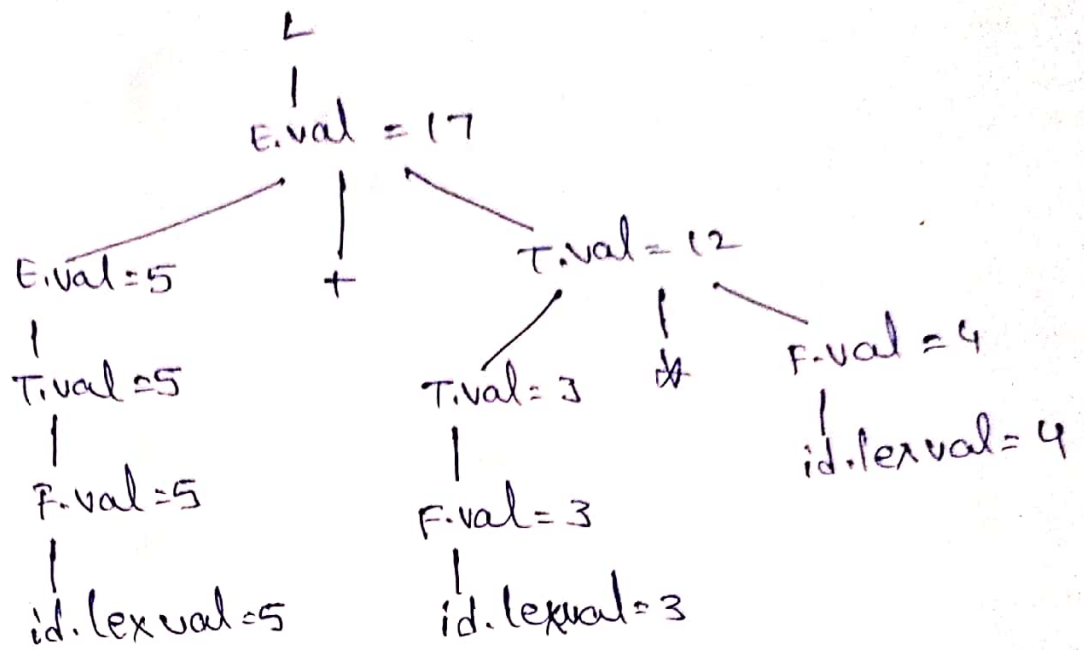 L
E.val = 17
E.val=5 + T.val= 12
T.val=5 T.val=3 * F.val=4
F.val=5 F.val=3 id.lexval=4
id.lexval=5 id.lexval=3